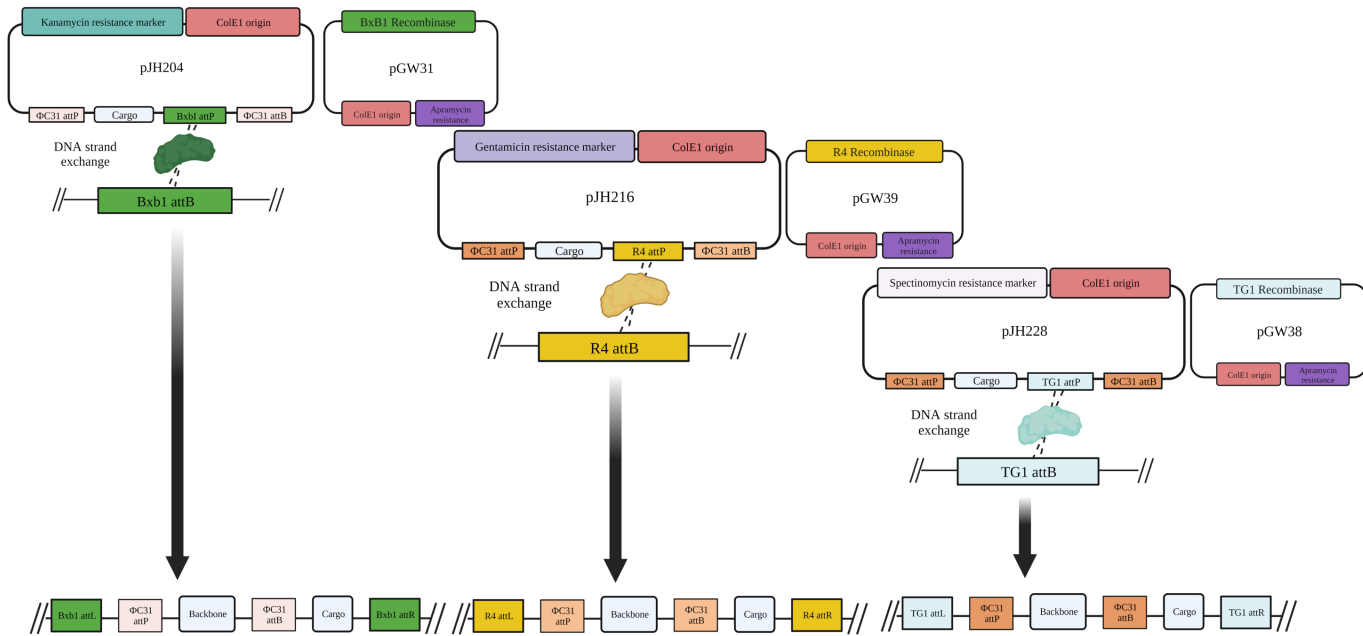 Kanamycin resistance marker
ColE1 origin
pJH204
ΦC31 attP
Cargo
BxbI attP
ΦC31 attB
DNA strand
exchange
Bxb1 attB
BxB1 Recombinase
pGW31
ColE1 origin
Apramycin
resistance
Gentamicin resistance marker
ColE1 origin
pJH216
ΦC31 attP
Cargo
R4 attP
ΦC31 attB
DNA strand
exchange
R4 attB
R4 Recombinase
pGW39
ColE1 origin
Apramycin
resistance
Spectinomycin resistance marker
ColE1 origin
pJH228
ΦC31 attP
Cargo
TG1 attP
ΦC31 attB
DNA strand
exchange
TG1 attB
TG1 Recombinase
pGW38
ColE1 origin
Apramycin
resistance
Bxb1 attL
ΦC31
attP
Backbone
ΦC31
attB
Cargo
Bxb1 attR
R4 attL
ΦC31
attP
Backbone
ΦC31
attB
Cargo
R4 attR
TG1 attL
ΦC31
attP
Backbone
ΦC31
attB
Cargo
TG1 attR